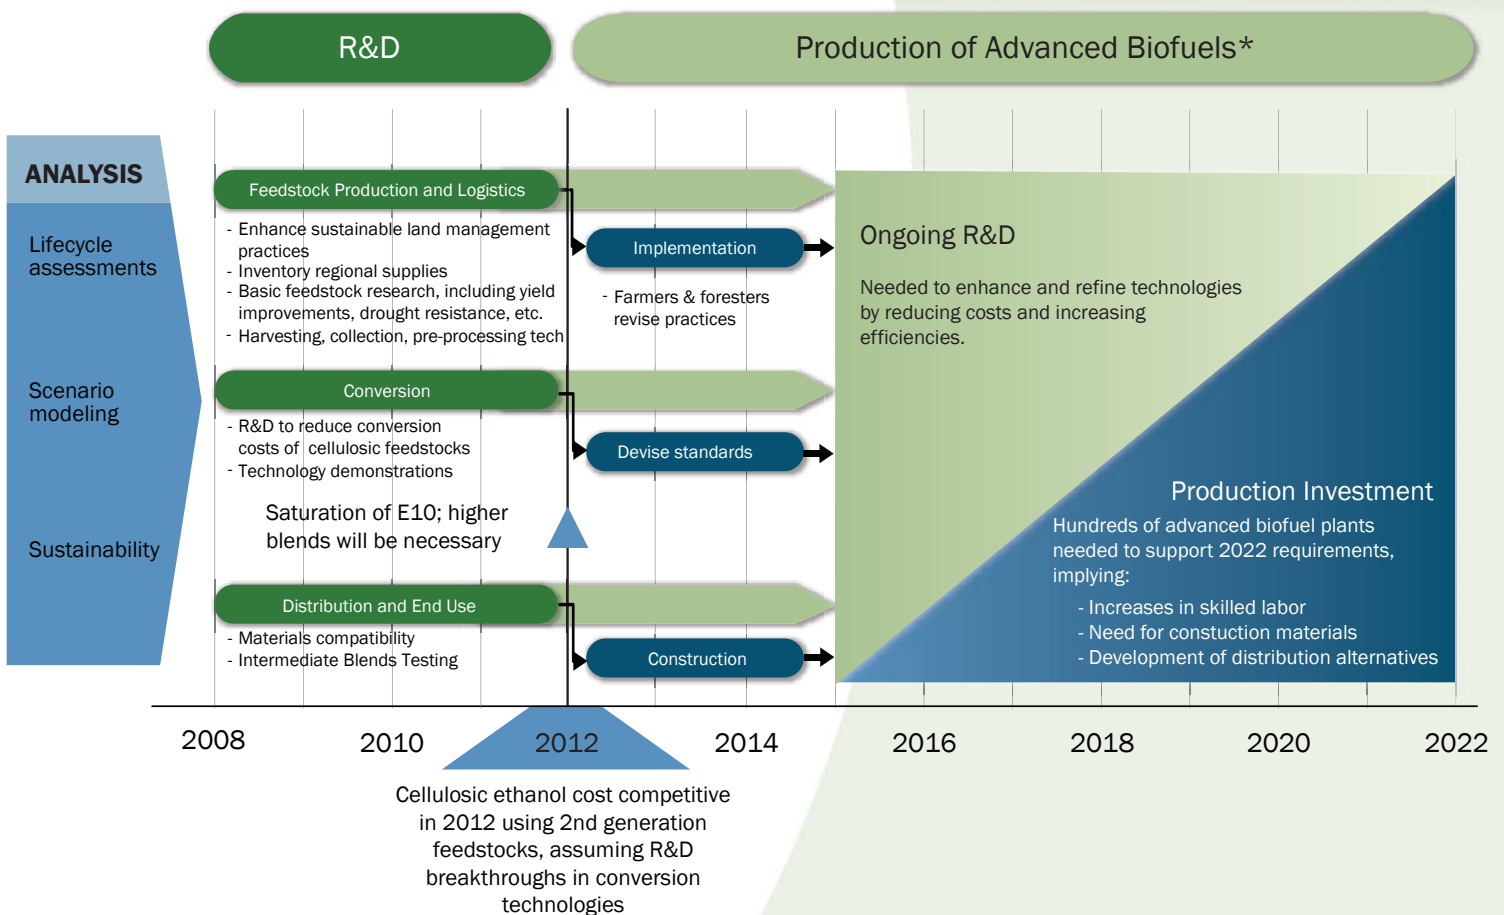 R&D
Production of Advanced Biofuels*
ANALYSIS
Lifecycle
assessments
Scenario
modeling
Sustainability
Feedstock Production and Logistics
- Enhance sustainable land management
practices
- Inventory regional supplies
- Basic feedstock research, including yield
improvements, drought resistance, etc.
- Harvesting, collection, pre-processing tech
Implementation
- Farmers & foresters
revise practices
Conversion
- R&D to reduce conversion
costs of cellulosic feedstocks
- Technology demonstrations
Devise standards
Saturation of E10; higher
blends will be necessary
Distribution and End Use
- Materials compatibility
- Intermediate Blends Testing
Construction
Ongoing R&D
Needed to enhance and refine technologies
by reducing costs and increasing
efficiencies.
Production Investment
Hundreds of advanced biofuel plants
needed to support 2022 requirements,
implying:
- Increases in skilled labor
- Need for constuction materials
- Development of distribution alternatives
2008 2010 2012 2014 2016 2018 2020 2022
Cellulosic ethanol cost competitive
in 2012 using 2nd generation
feedstocks, assuming R&D
breakthroughs in conversion
technologies